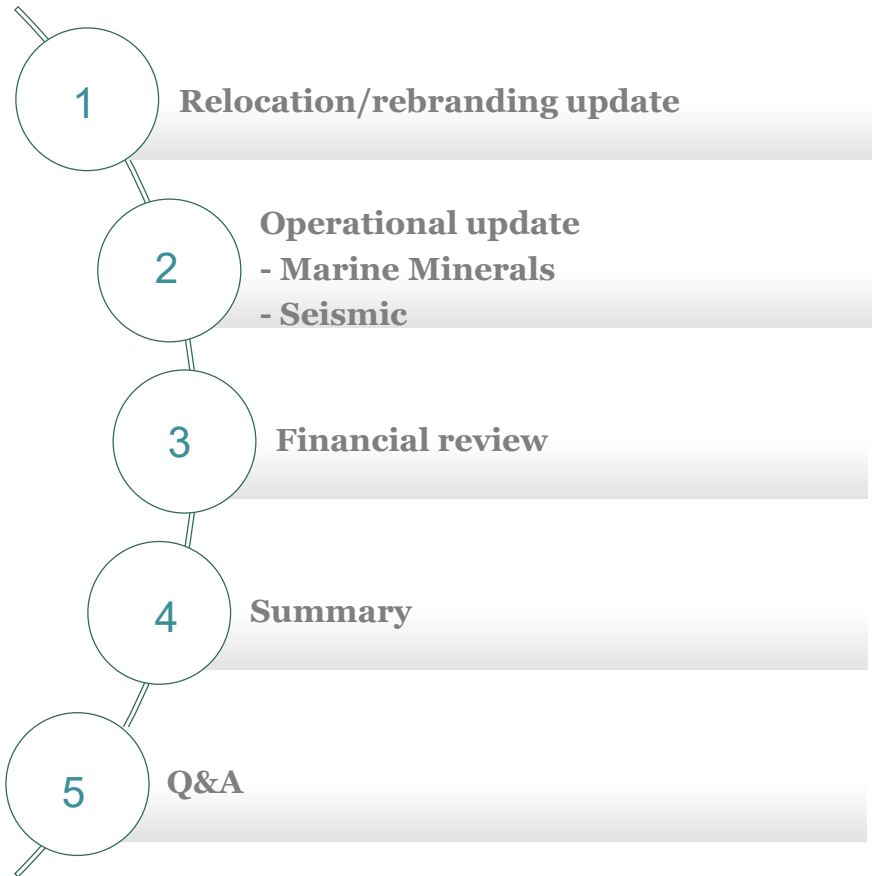 1
Relocation/rebranding update
2
Operational update
- Marine Minerals
- Seismic
3
Financial review
4
Summary
5
Q&A